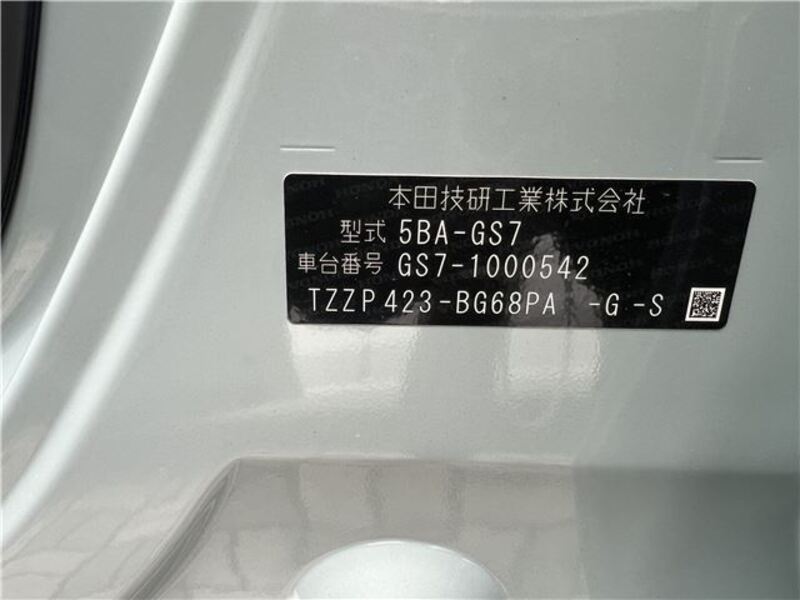 本田技研工業株式会社
型式 5BA-GS7
車台番号 GS7-1000542
TZZP423-BG68PA -G -S